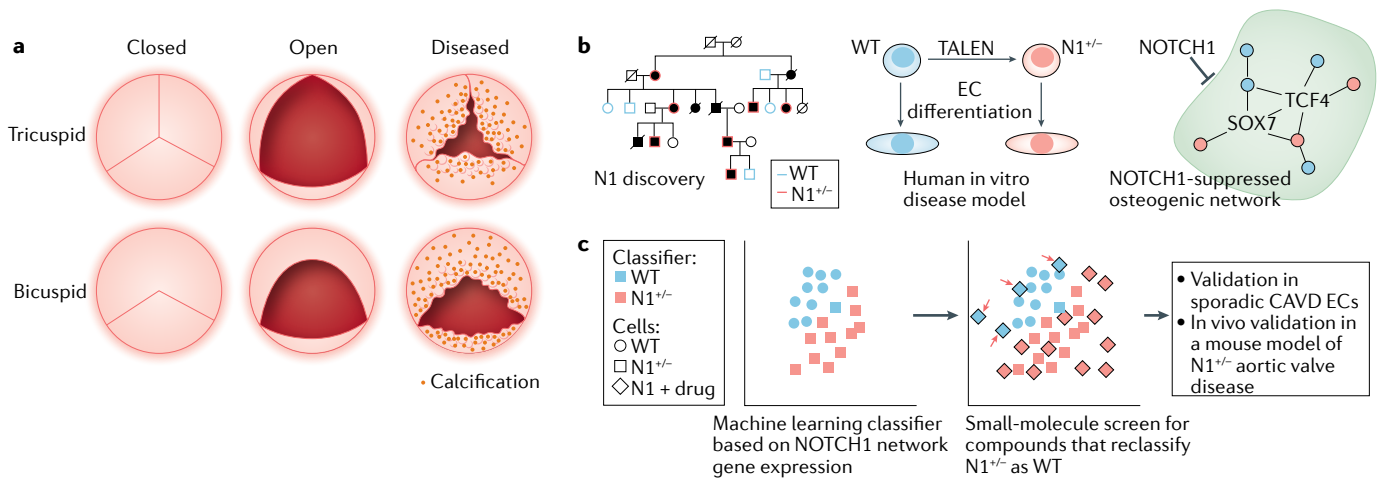 a
Closed
Open
Diseased
Tricuspid
Bicuspid
• Calcification
b
N1 discovery
WT
N1+/−
WT
TALEN
N1+/−
EC
differentiation
Human in vitro
disease model
NOTCH1
TCF4
SOX7
NOTCH1-suppressed
osteogenic network
c
Classifier:
WT
N1+/−
Cells:
WT
N1+/−
N1 + drug
Machine learning classifier
based on NOTCH1 network
gene expression
Small-molecule screen for
compounds that reclassify
N1+/− as WT
• Validation in
sporadic CAVD ECs
• In vivo validation in
a mouse model of
N1+/− aortic valve
disease